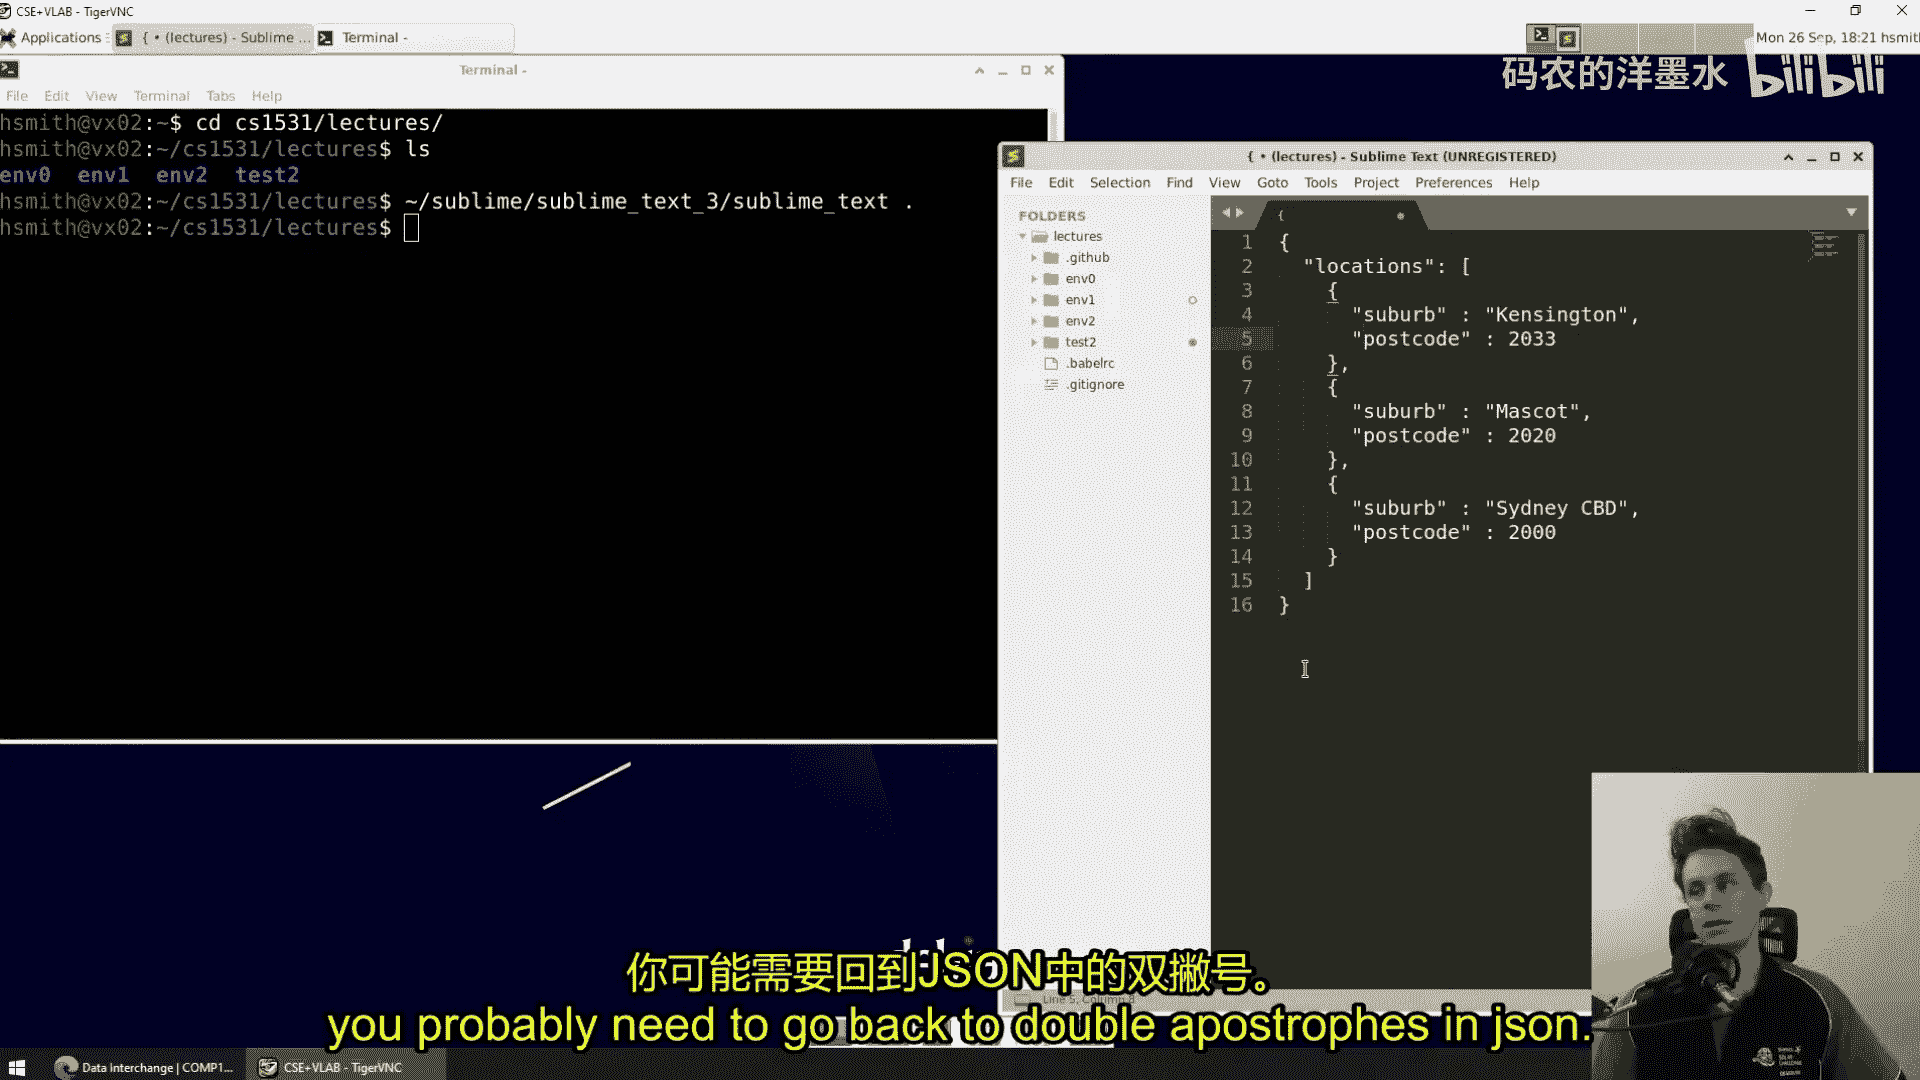 CSE+VLAB - TigerVNC
Applications
{ • (lectures) - Sublime ...
Terminal -
Mon 26 Sep, 18:21 hsmith
码农的洋墨水 bilibili
Terminal -
File Edit View Terminal Tabs Help
hsmith@vx02:~$ cd cs1531/lectures/
hsmith@vx02:~/cs1531/lectures$ ls
env0 env1 env2 test2
hsmith@vx02:~/cs1531/lectures$ ~/sublime/sublime_text_3/sublime_text .
hsmith@vx02:~/cs1531/lectures$
{ • (lectures) - Sublime Text (UNREGISTERED)
File Edit Selection Find View Goto Tools Project Preferences Help
FOLDERS
lectures
.github
env0
env1
env2
test2
.babelrc
.gitignore
{
1 {
2 "locations": [
3 {
4 "suburb" : "Kensington",
5 "postcode" : 2033
6 },
7 {
8 "suburb" : "Mascot",
9 "postcode" : 2020
10 },
11 {
12 "suburb" : "Sydney CBD",
13 "postcode" : 2000
14 }
15 ]
16 }
Line 5, Column 8
你可能需要回到JSON中的双撇号。
you probably need to go back to double apostrophes in json.
Data Interchange | COMP1...
CSE+VLAB - TigerVNC